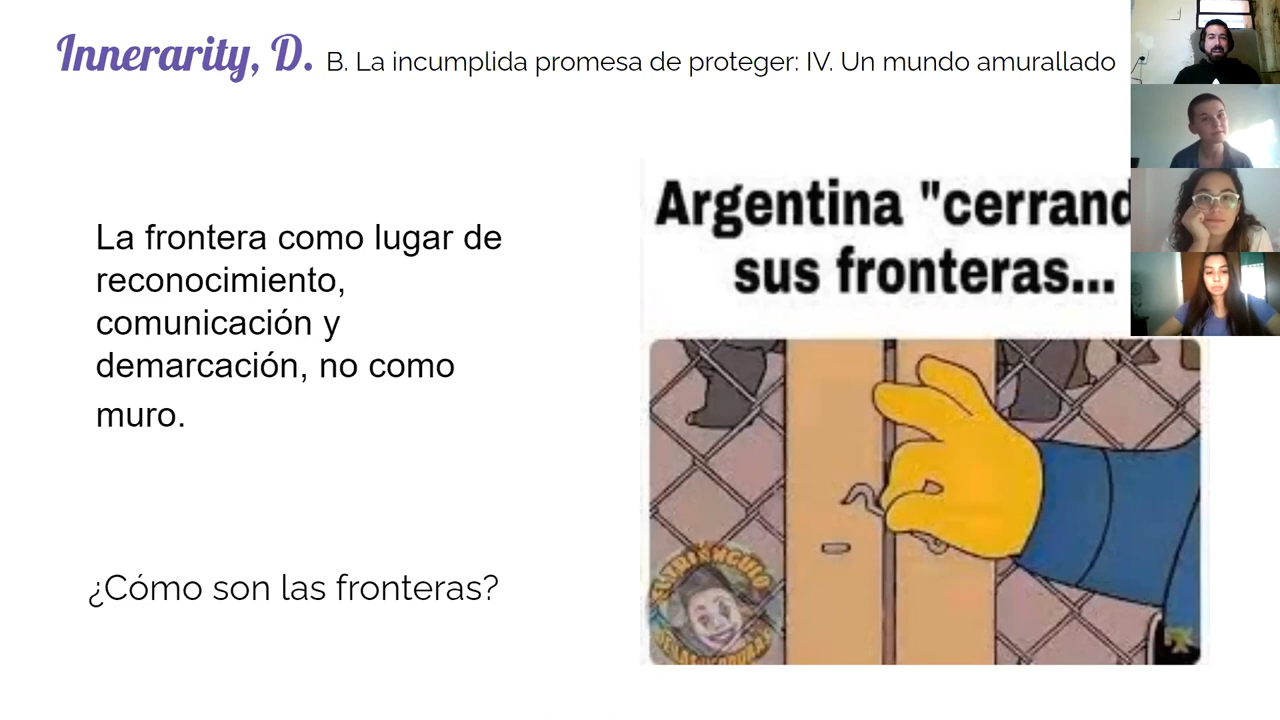 Innerarity, D. B. La incumplida promesa de proteger: IV. Un mundo amurallado
La frontera como lugar de
reconocimiento,
comunicación y
demarcación, no como
muro.
¿Cómo son las fronteras?
Argentina "cerrand
sus fronteras...
FX